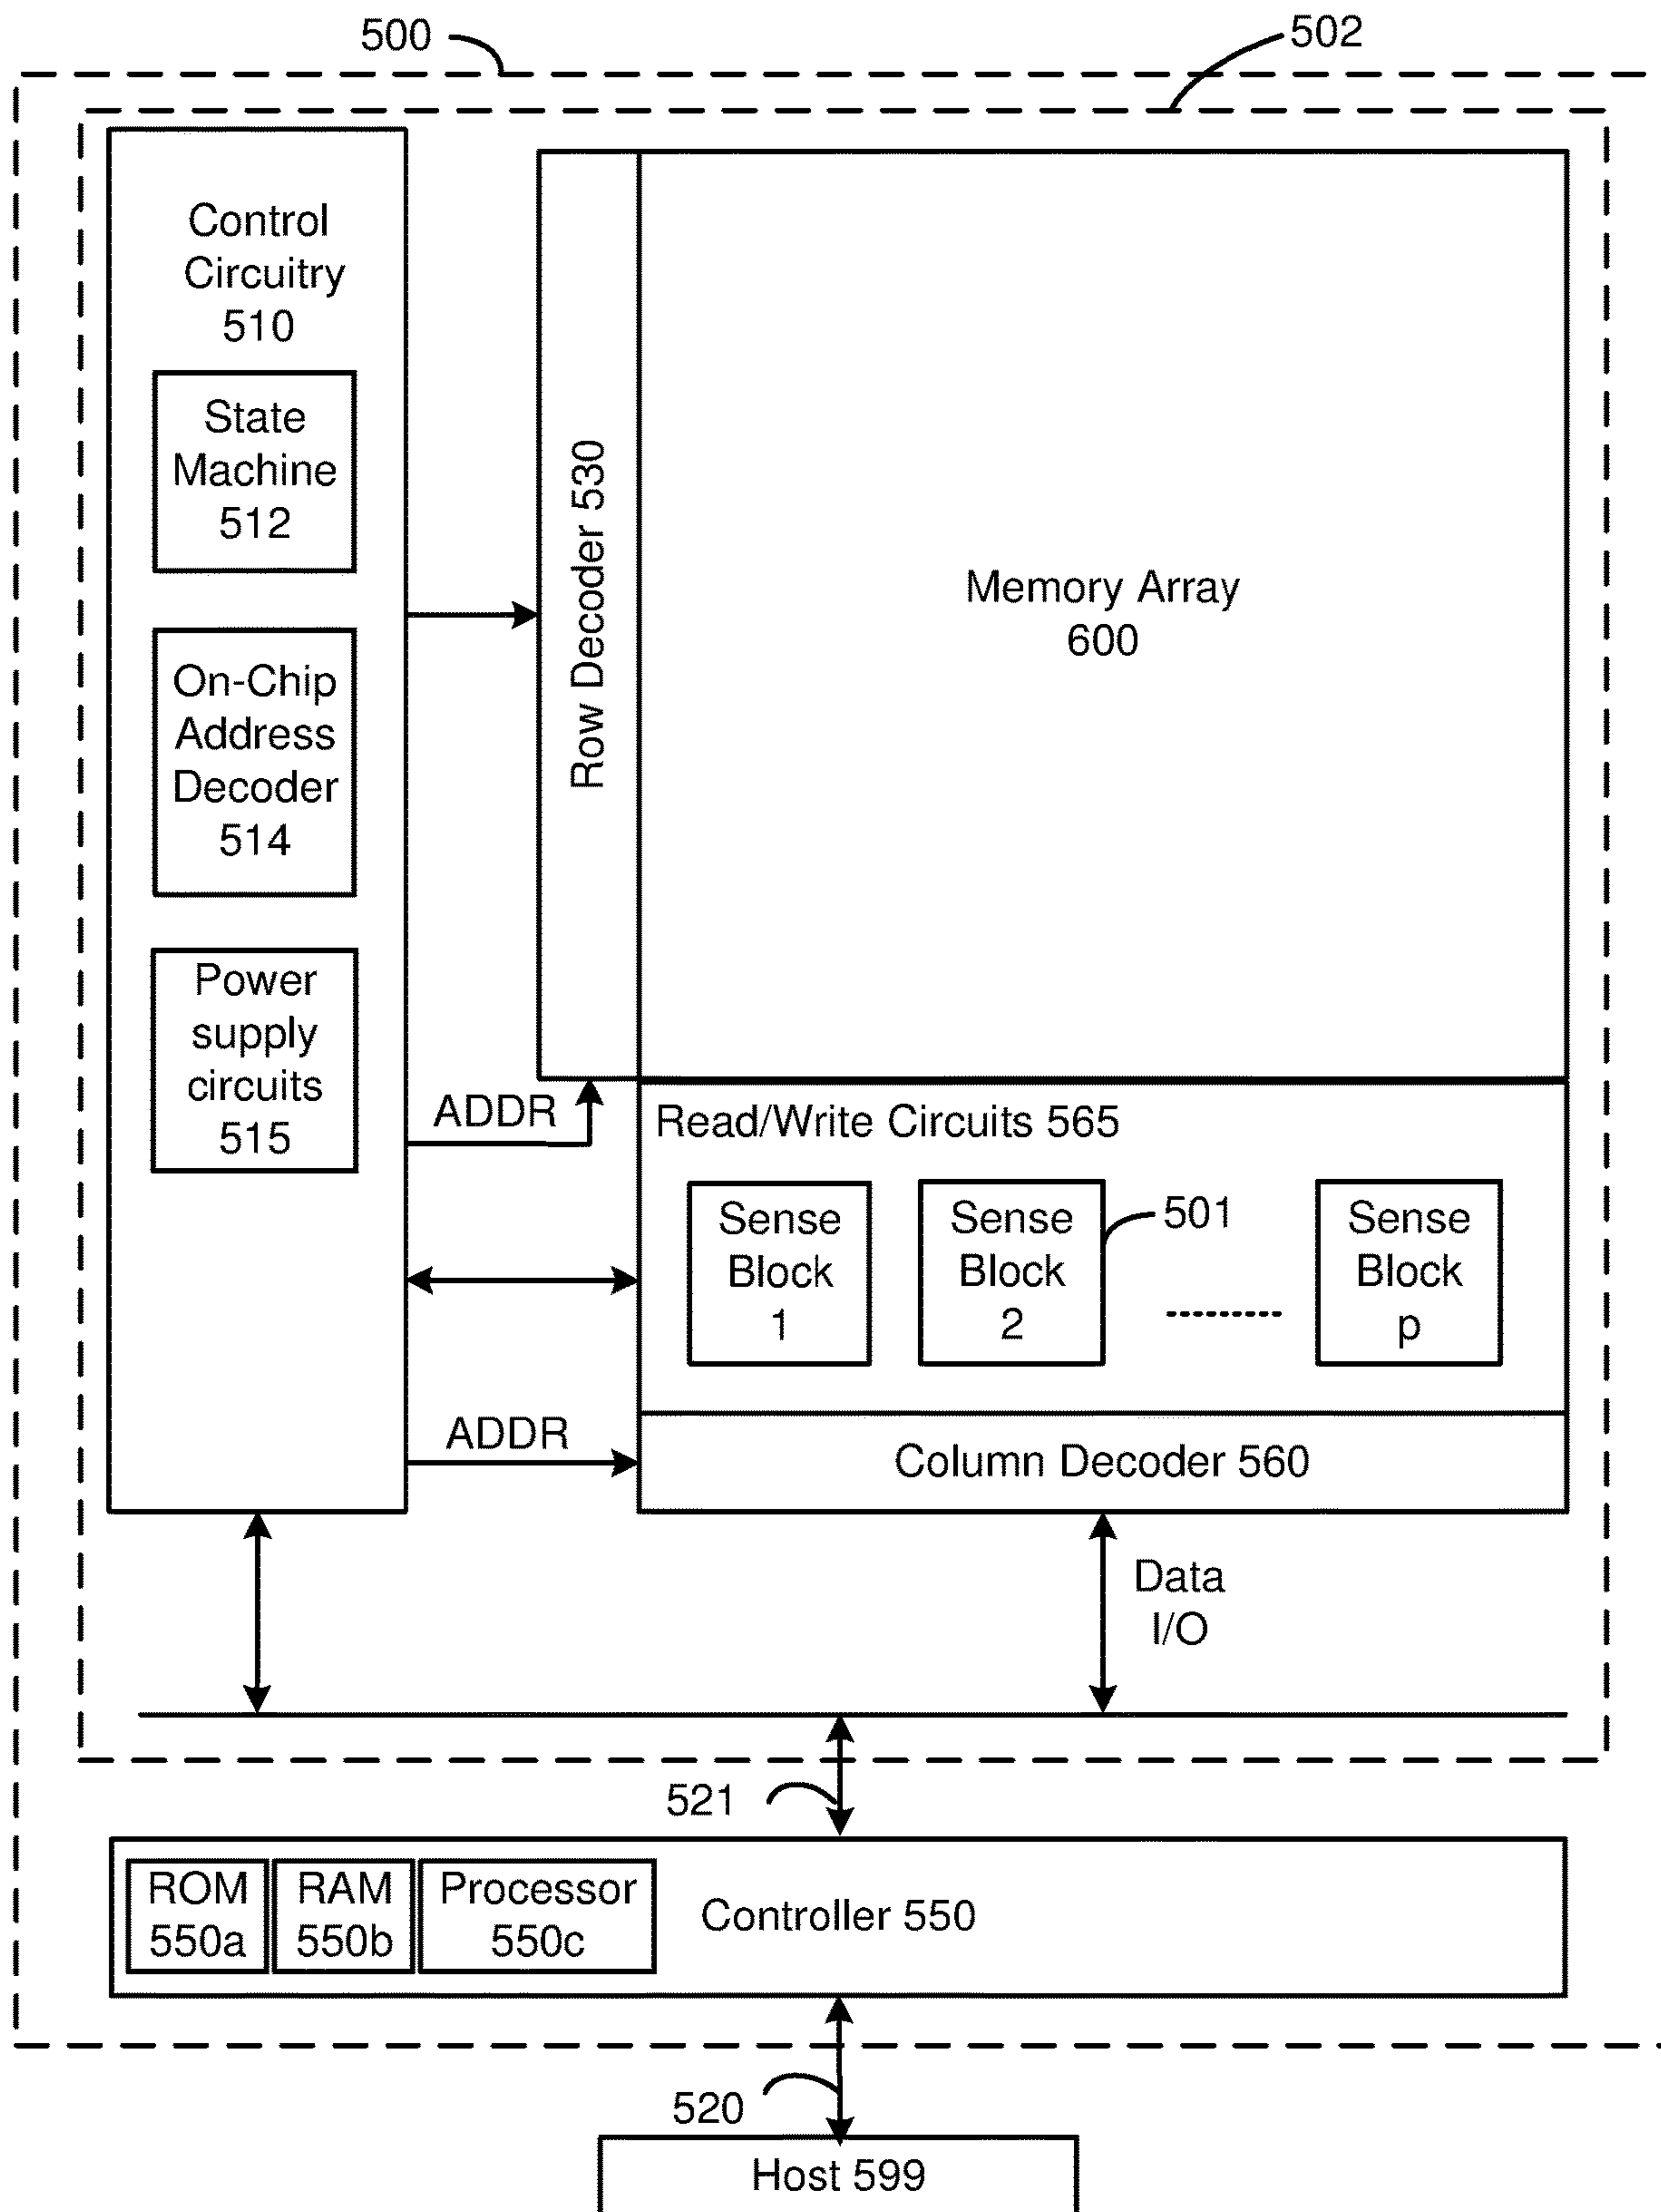 500
502
Control
Circuitry
510
State
Machine
512
On-Chip
Address
Decoder
514
Power
supply
circuits
515
Row Decoder 530
Memory Array
600
ADDR
Read/Write Circuits 565
Sense
Block
1
Sense
Block
2
501
Sense
Block
p
ADDR
Column Decoder 560
Data
I/O
521
ROM
550a
RAM
550b
Processor
550c
Controller 550
520
Host 599